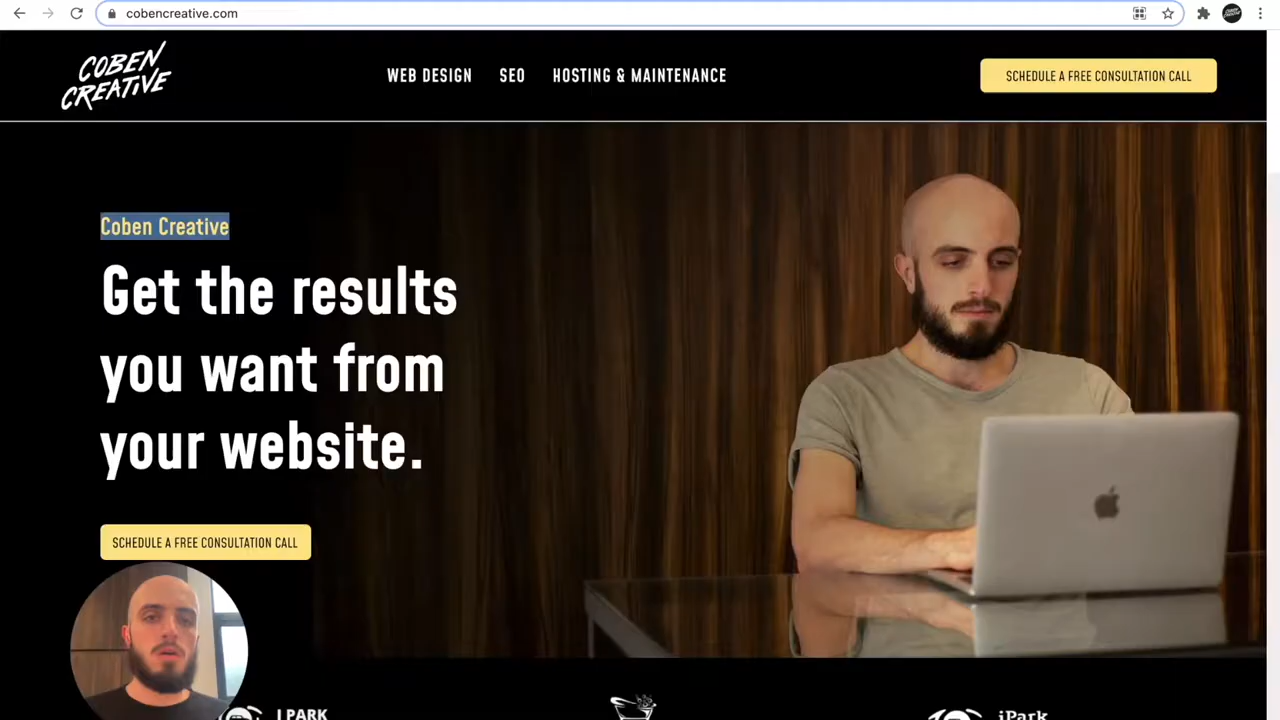 cobencreative.com
COBEN
CREATIVE
WEB DESIGN SEO HOSTING & MAINTENANCE
SCHEDULE A FREE CONSULTATION CALL
Coben Creative
Get the results
you want from
your website.
SCHEDULE A FREE CONSULTATION CALL
I PARK
iPark